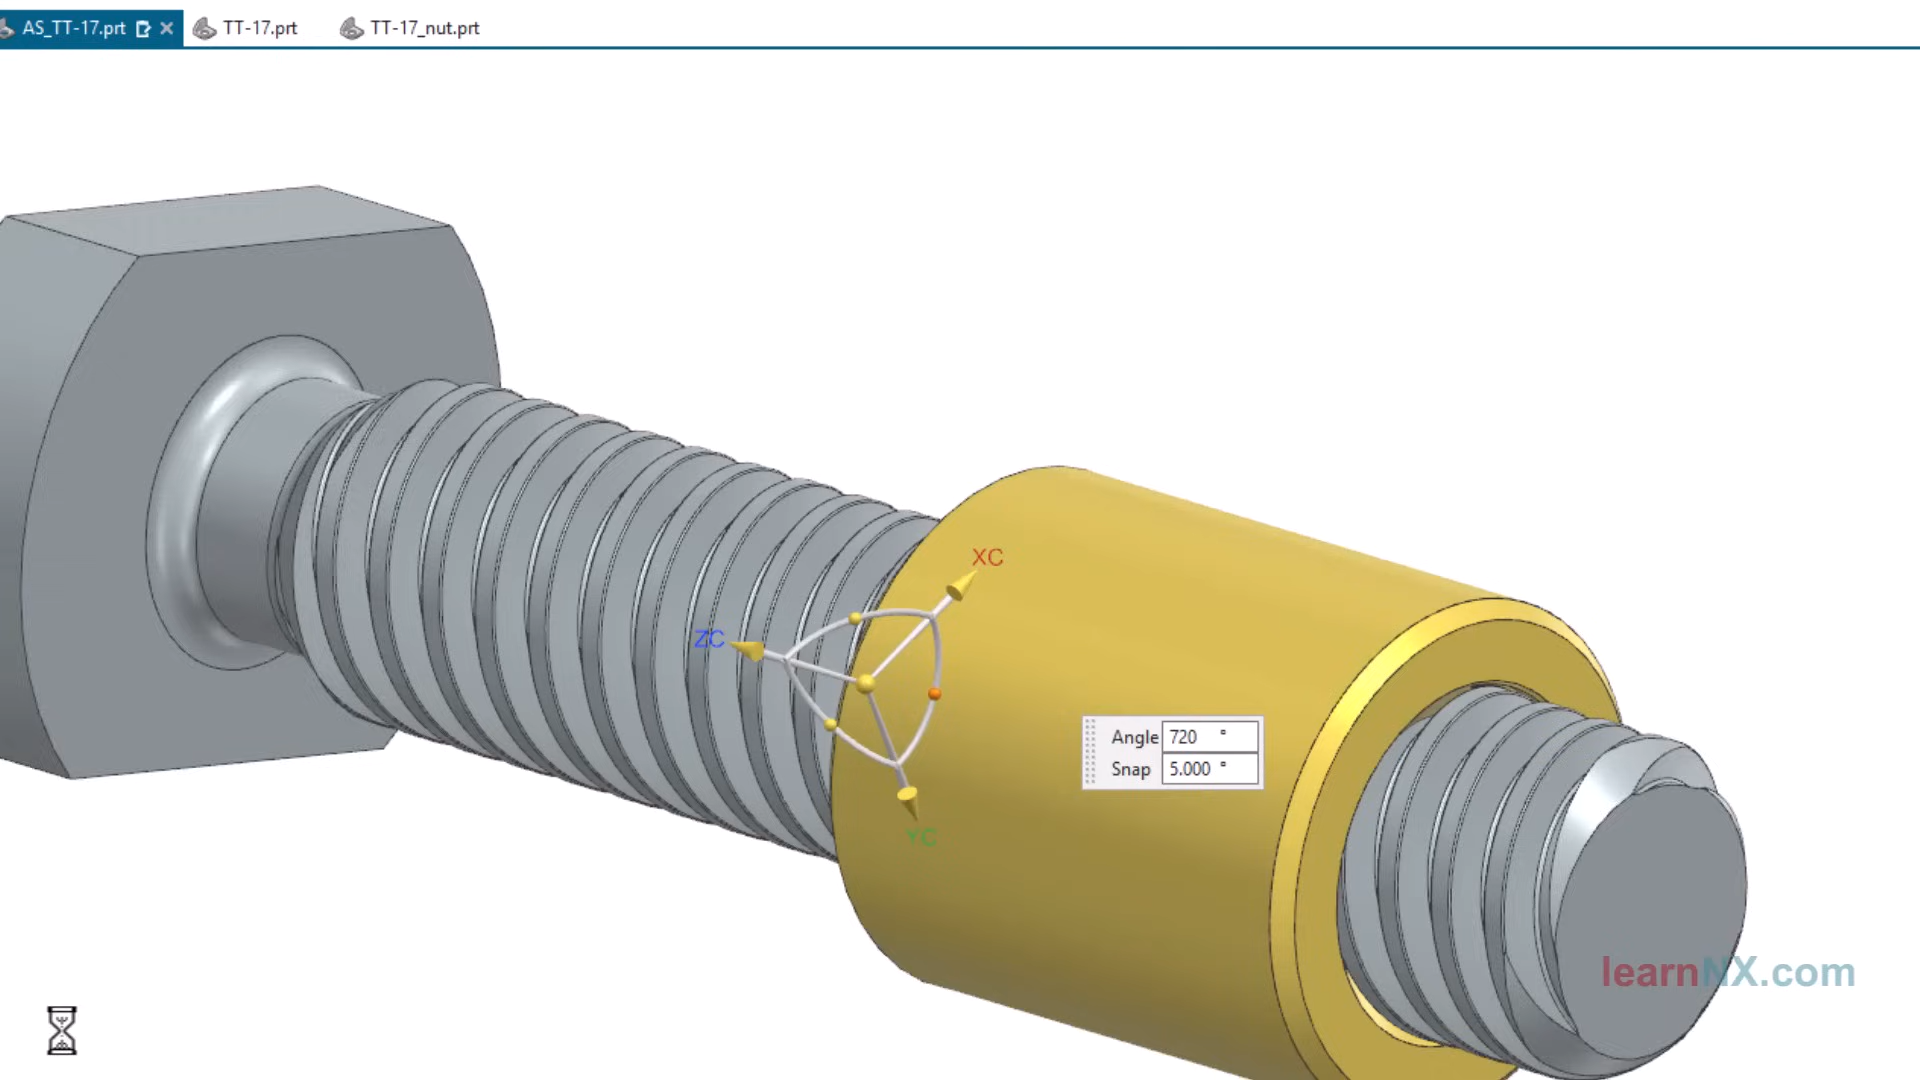 AS_TT-17.prt
TT-17.prt
TT-17_nut.prt
XC
ZC
Angle 720 °
Snap 5.000 °
YC
learnNX.com